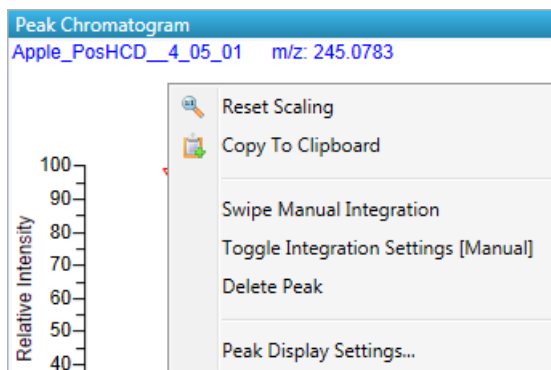 Peak Chromatogram
Apple_PosHCD__4_05_01 m/z: 245.0783
Reset Scaling
Copy To Clipboard
Swipe Manual Integration
Toggle Integration Settings [Manual]
Delete Peak
Peak Display Settings...
100
90
80
70
60
50
40
Relative Intensity